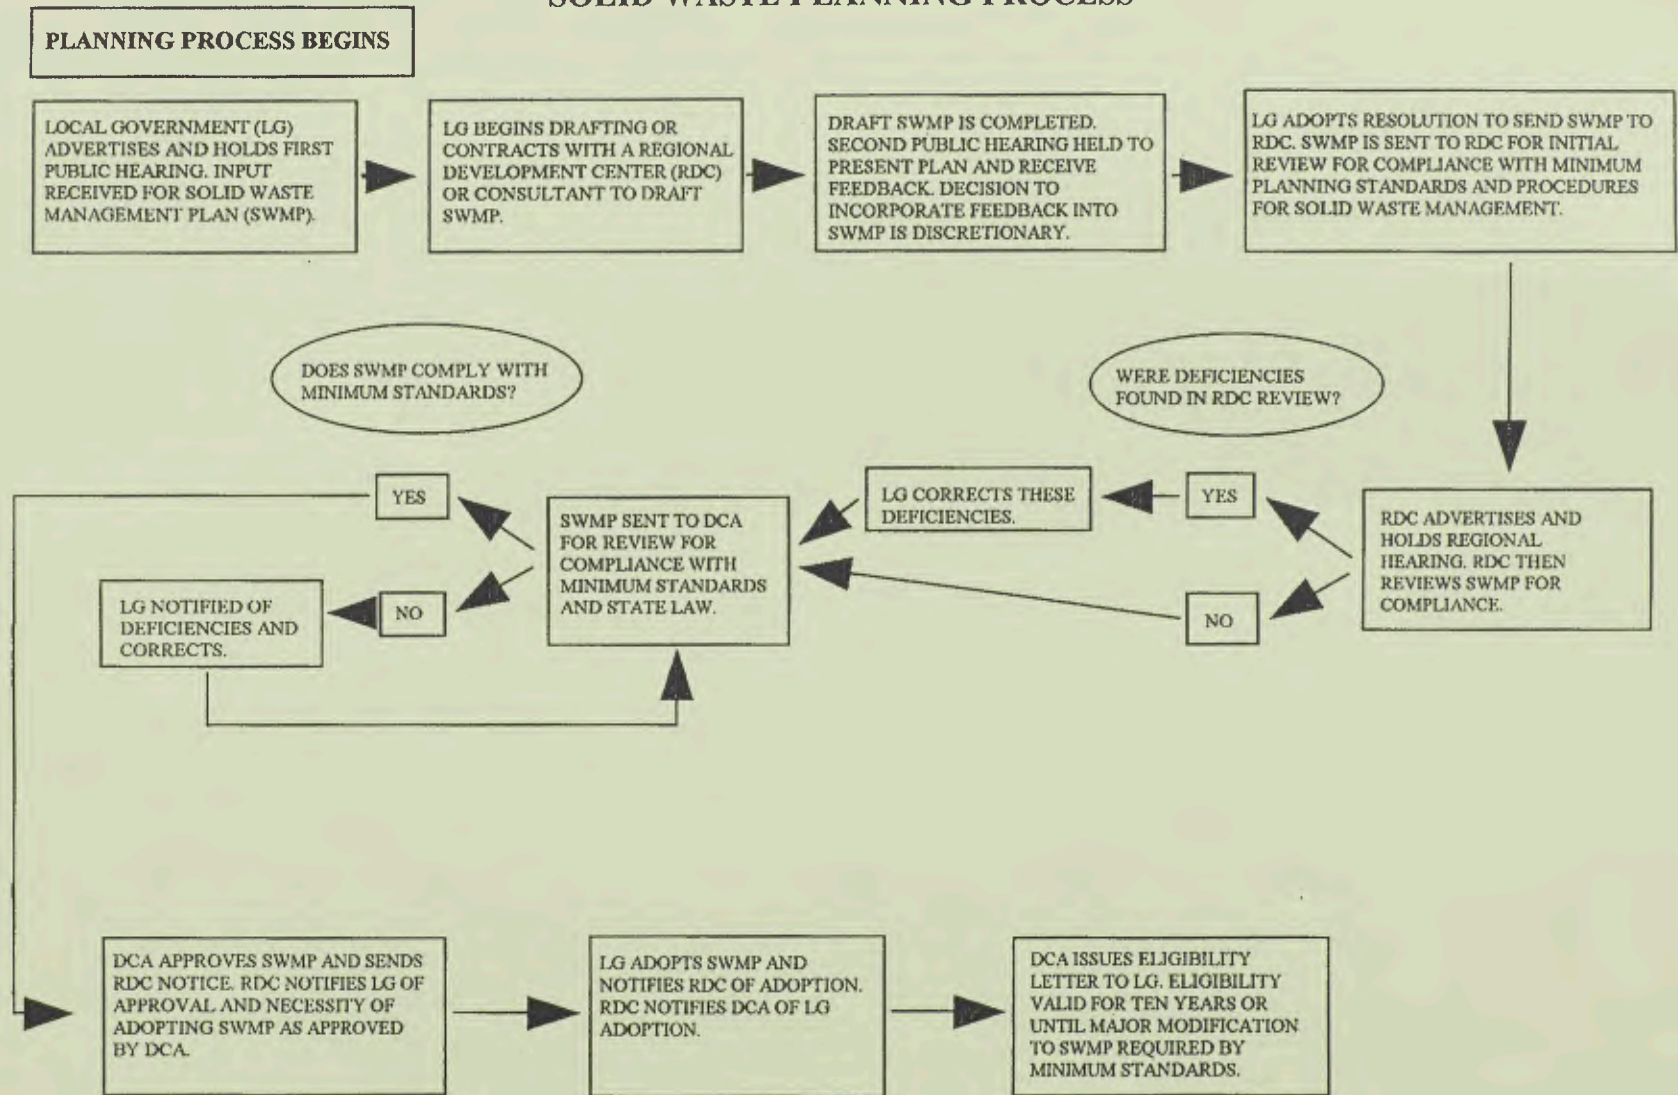 SOLID WASTE PLANNING PROCESS
PLANNING PROCESS BEGINS
LOCAL GOVERNMENT (LG)
ADVERTISES AND HOLDS FIRST
PUBLIC HEARING. INPUT
RECEIVED FOR SOLID WASTE
MANAGEMENT PLAN (SWMP).
LG BEGINS DRAFTING OR
CONTRACTS WITH A REGIONAL
DEVELOPMENT CENTER (RDC)
OR CONSULTANT TO DRAFT
SWMP.
DRAFT SWMP IS COMPLETED.
SECOND PUBLIC HEARING HELD TO
PRESENT PLAN AND RECEIVE
FEEDBACK. DECISION TO
INCORPORATE FEEDBACK INTO
SWMP IS DISCRETIONARY.
LG ADOPTS RESOLUTION TO SEND SWMP TO
RDC. SWMP IS SENT TO RDC FOR INITIAL
REVIEW FOR COMPLIANCE WITH MINIMUM
PLANNING STANDARDS AND PROCEDURES
FOR SOLID WASTE MANAGEMENT.
DOES SWMP COMPLY WITH
MINIMUM STANDARDS?
WERE DEFICIENCIES
FOUND IN RDC REVIEW?
RDC ADVERTISES AND
HOLDS REGIONAL
HEARING. RDC THEN
REVIEWS SWMP FOR
COMPLIANCE.
YES
NO
LG CORRECTS THESE
DEFICIENCIES.
SWMP SENT TO DCA
FOR REVIEW FOR
COMPLIANCE WITH
MINIMUM STANDARDS
AND STATE LAW.
YES
NO
LG NOTIFIED OF
DEFICIENCIES AND
CORRECTS.
DCA APPROVES SWMP AND SENDS
RDC NOTICE. RDC NOTIFIES LG OF
APPROVAL AND NECESSITY OF
ADOPTING SWMP AS APPROVED
BY DCA.
LG ADOPTS SWMP AND
NOTIFIES RDC OF ADOPTION.
RDC NOTIFIES DCA OF LG
ADOPTION.
DCA ISSUES ELIGIBILITY
LETTER TO LG. ELIGIBILITY
VALID FOR TEN YEARS OR
UNTIL MAJOR MODIFICATION
TO SWMP REQUIRED BY
MINIMUM STANDARDS.